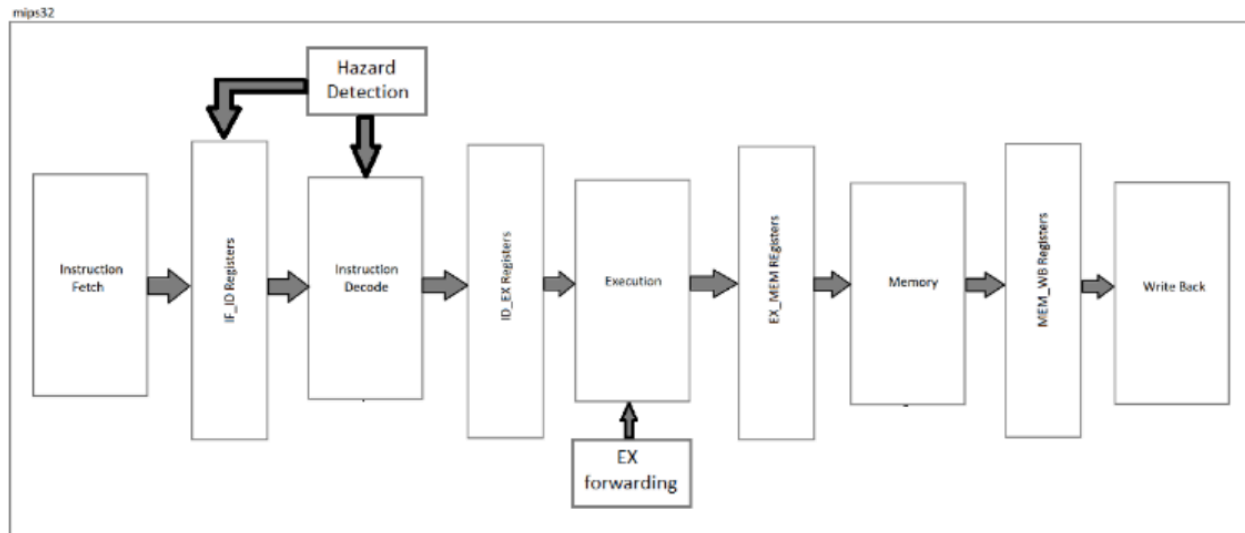 mips32
Hazard
Detection
Instruction
Fetch
IF_ID Registers
Instruction
Decode
ID_EX Registers
Execution
EX_MEM REgisters
Memory
MEM_WB Registers
Write Back
EX
forwarding